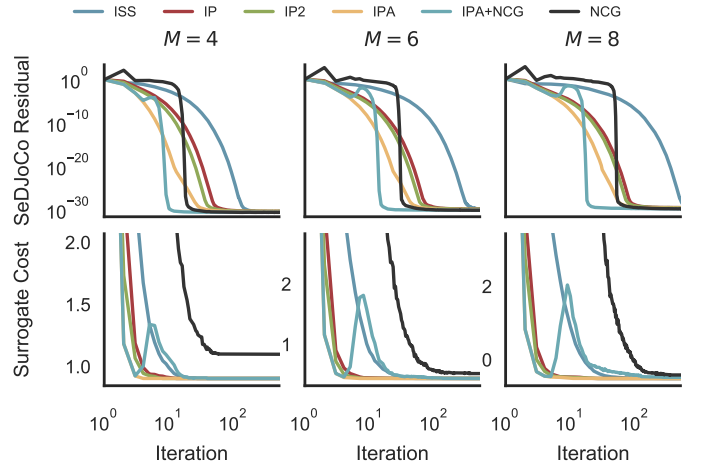 ISS IP IP2 IPA IPA+NCG NCG
M = 4 M = 6 M = 8
SeDJoCo Residual
10^0
10^-10
10^-20
10^-30
Surrogate Cost
2.0
1.5
1.0
2
1
2
0
10^0 10^1 10^2 10^0 10^1 10^2 10^0 10^1 10^2
Iteration Iteration Iteration